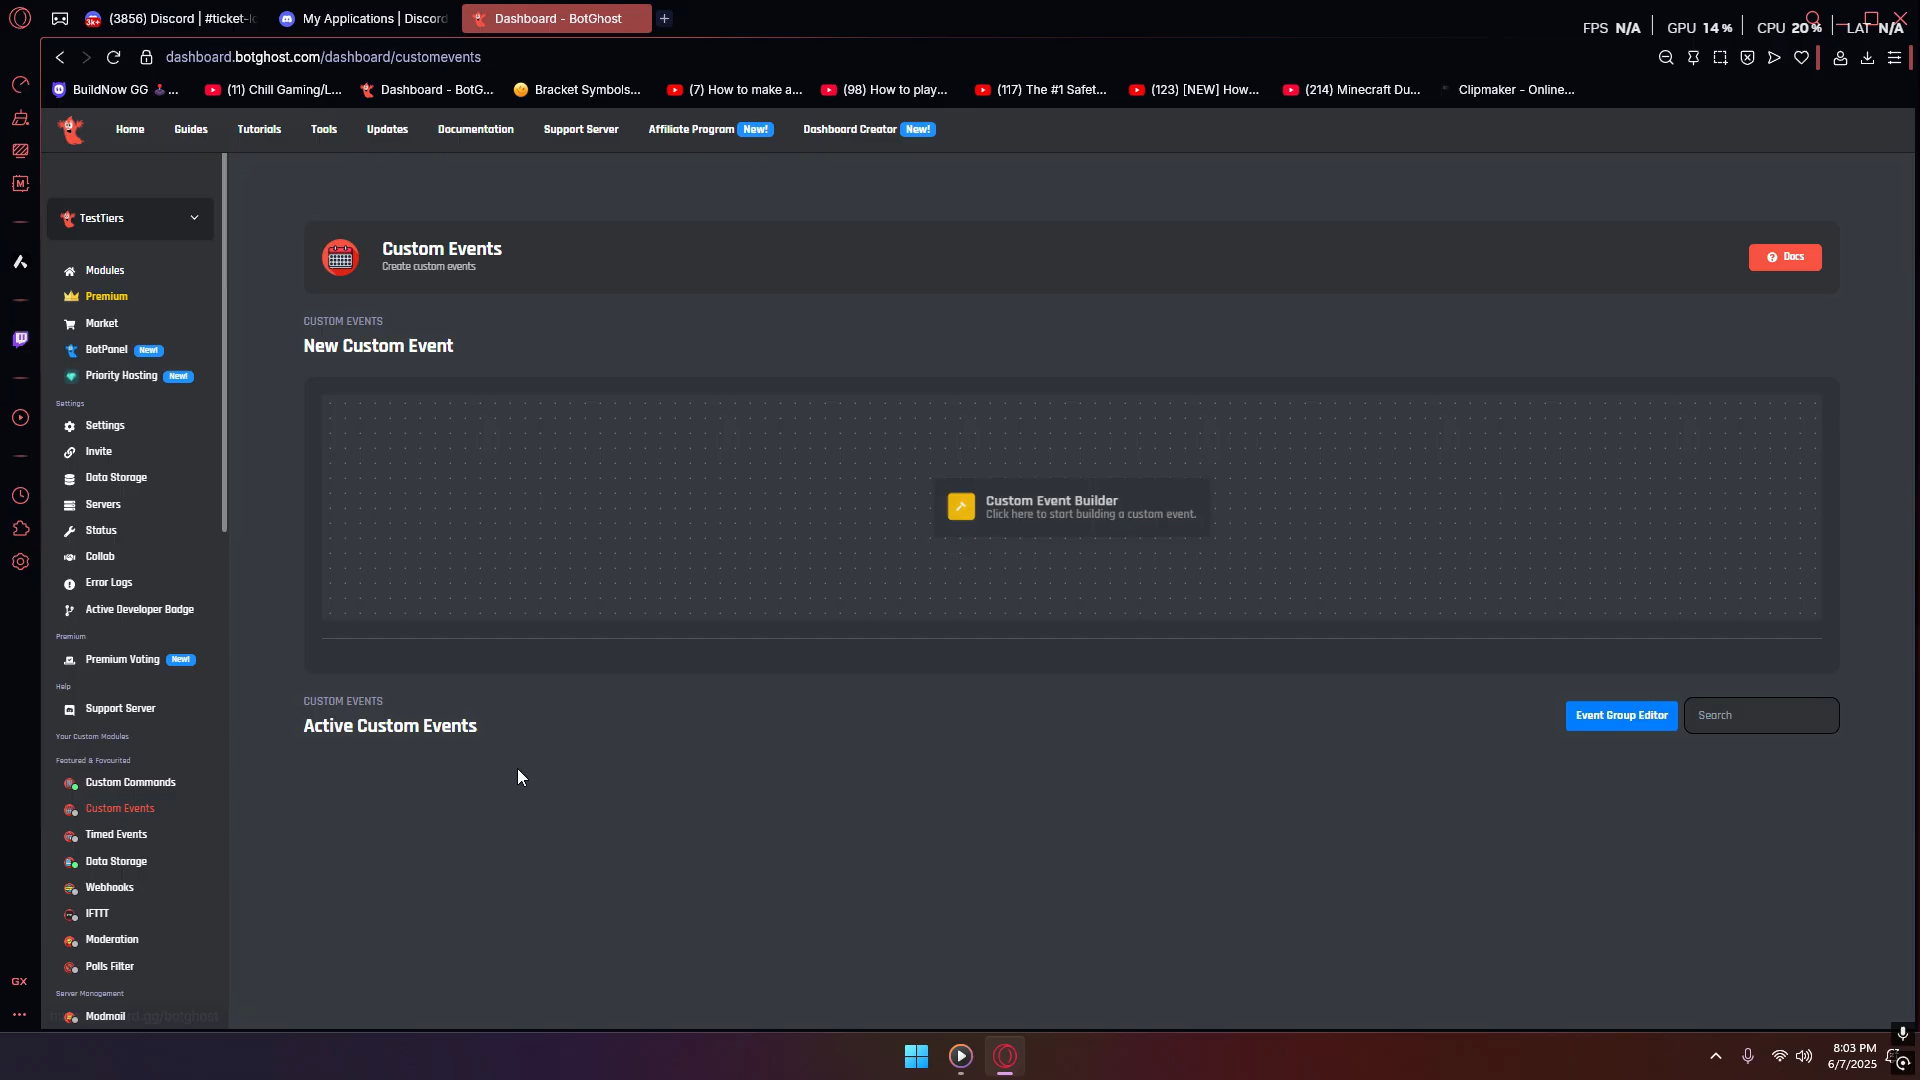 (3856) Discord | #ticket-lo
My Applications | Discord
Dashboard - BotGhost
FPS N/A
GPU 14 %
CPU 20 %
LAT N/A
dashboard.botghost.com/dashboard/customevents
BuildNow GG 🕹️ ...
(11) Chill Gaming/L...
Dashboard - BotG...
Bracket Symbols...
(7) How to make a...
(98) How to play...
(117) The #1 Safet...
(123) [NEW] How...
(214) Minecraft Du...
Clipmaker - Online...
Home
Guides
Tutorials
Tools
Updates
Documentation
Support Server
Affiliate Program New!
Dashboard Creator New!
TestTiers
Modules
Premium
Market
BotPanel New!
Priority Hosting New!
Settings
Settings
Invite
Data Storage
Servers
Status
Collab
Error Logs
Active Developer Badge
Premium
Premium Voting New!
Help
Support Server
Your Custom Modules
Featured & Favourited
Custom Commands
Custom Events
Timed Events
Data Storage
Webhooks
IFTTT
Moderation
Polls Filter
Server Management
Modmail
Custom Events
Create custom events
Docs
CUSTOM EVENTS
New Custom Event
Custom Event Builder
Click here to start building a custom event.
CUSTOM EVENTS
Active Custom Events
Event Group Editor
Search
GX
8:03 PM
6/7/2025